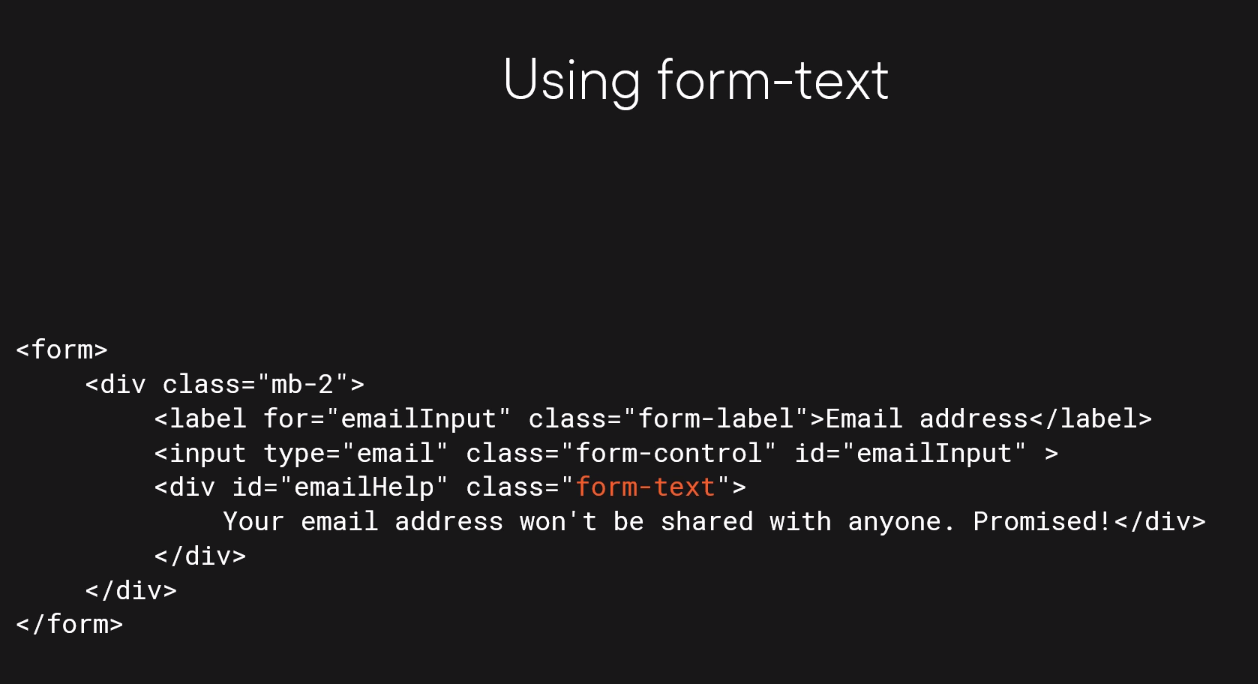 Using form-text
<form>
<div class="mb-2">
<label for="emailInput" class="form-label">Email address</label>
<input type="email" class="form-control" id="emailInput" >
<div id="emailHelp" class="form-text">
Your email address won't be shared with anyone. Promised!</div>
</div>
</div>
</form>